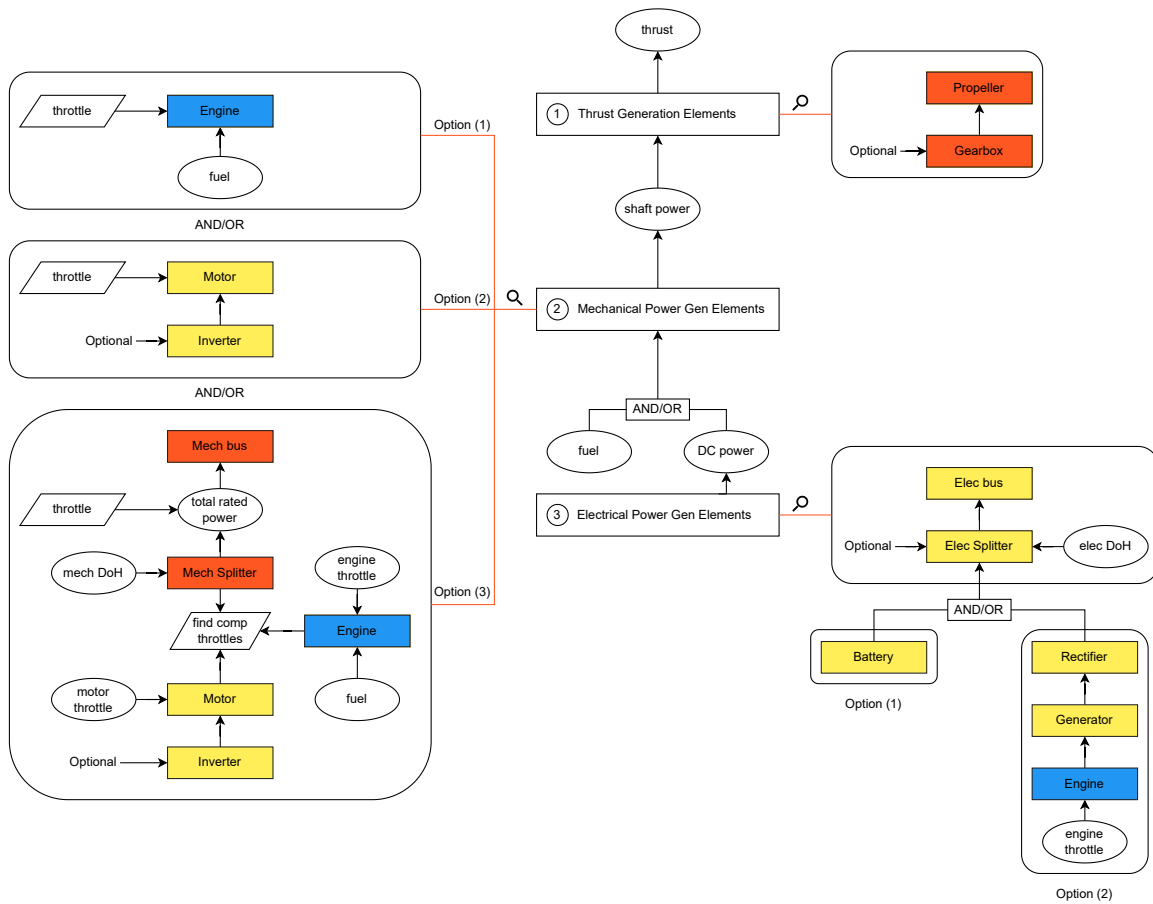 thrust
throttle
Engine
fuel
Option (1)
AND/OR
throttle
Motor
Optional
Inverter
Option (2)
AND/OR
Mech bus
throttle
total rated
power
mech DoH
Mech Splitter
engine
throttle
find comp
throttles
Engine
motor
throttle
Motor
fuel
Optional
Inverter
Option (3)
1
Thrust Generation Elements
Propeller
Optional
Gearbox
shaft power
2
Mechanical Power Gen Elements
AND/OR
fuel
DC power
3
Electrical Power Gen Elements
Elec bus
Optional
Elec Splitter
elec DoH
AND/OR
Battery
Option (1)
Rectifier
Generator
Engine
engine
throttle
Option (2)